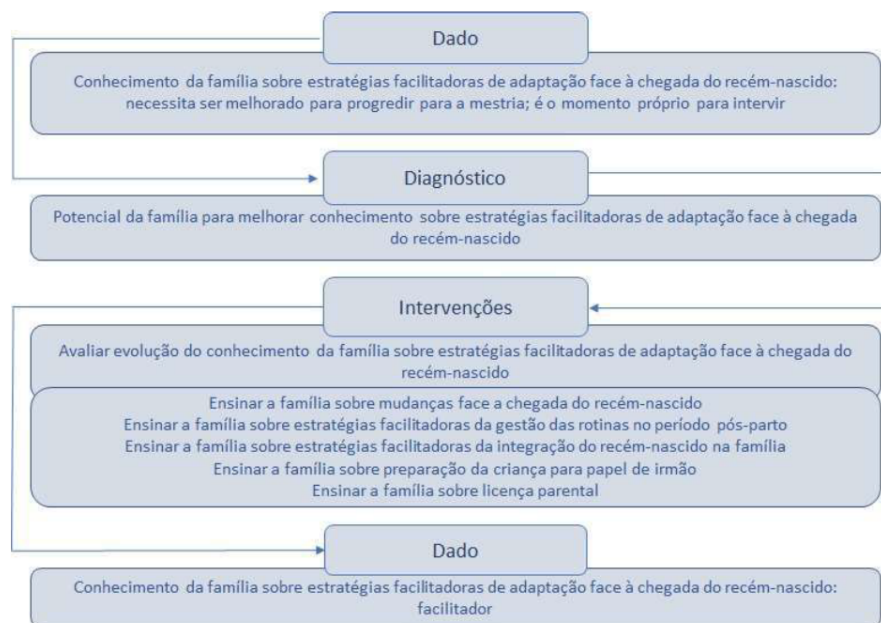 Dado
Conhecimento da família sobre estratégias facilitadoras de adaptação face à chegada do recém-nascido:
necessita ser melhorado para progredir para a mestria; é o momento próprio para intervir
Diagnóstico
Potencial da família para melhorar conhecimento sobre estratégias facilitadoras de adaptação face à chegada
do recém-nascido
Intervenções
Avaliar evolução do conhecimento da família sobre estratégias facilitadoras de adaptação face à chegada do
recém-nascido
Ensinar a família sobre mudanças face a chegada do recém-nascido
Ensinar a família sobre estratégias facilitadoras da gestão das rotinas no período pós-parto
Ensinar a família sobre estratégias facilitadoras da integração do recém-nascido na família
Ensinar a família sobre preparação da criança para papel de irmão
Ensinar a família sobre licença parental
Dado
Conhecimento da família sobre estratégias facilitadoras de adaptação face à chegada do recém-nascido:
facilitador